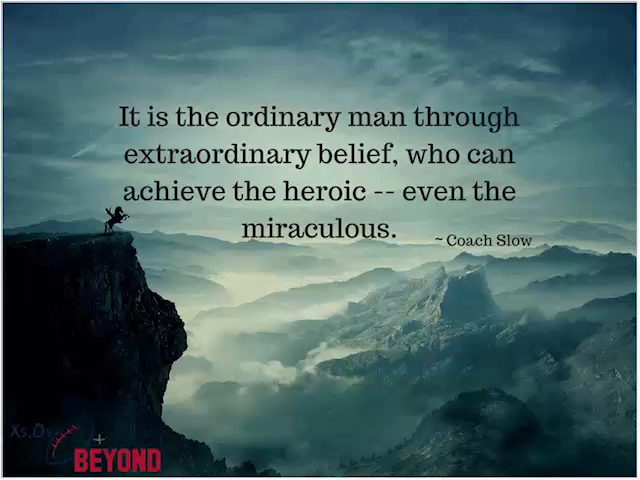 It is the ordinary man through
extraordinary belief, who can
achieve the heroic -- even the
miraculous.
~ Coach Slow
Xs,Os
+
BEYOND